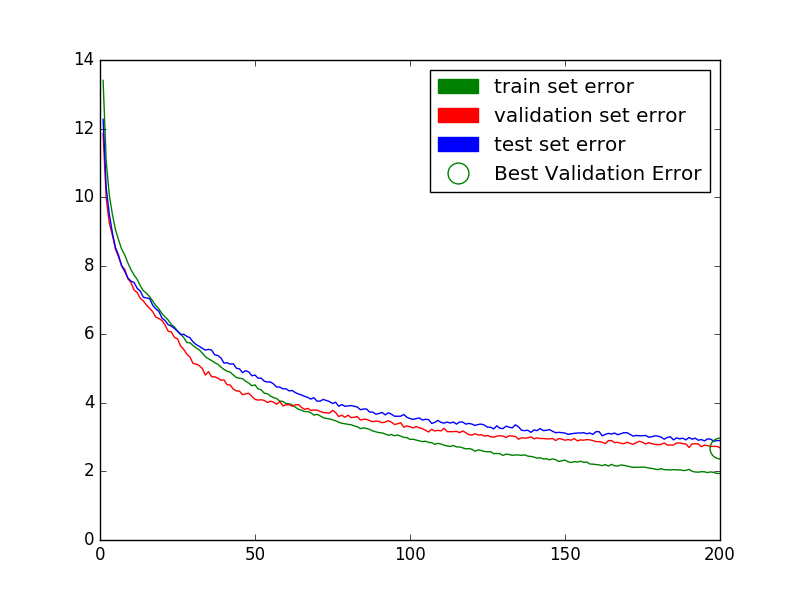 14
12
10
8
6
4
2
0
0 50 100 150 200
train set error
validation set error
test set error
Best Validation Error